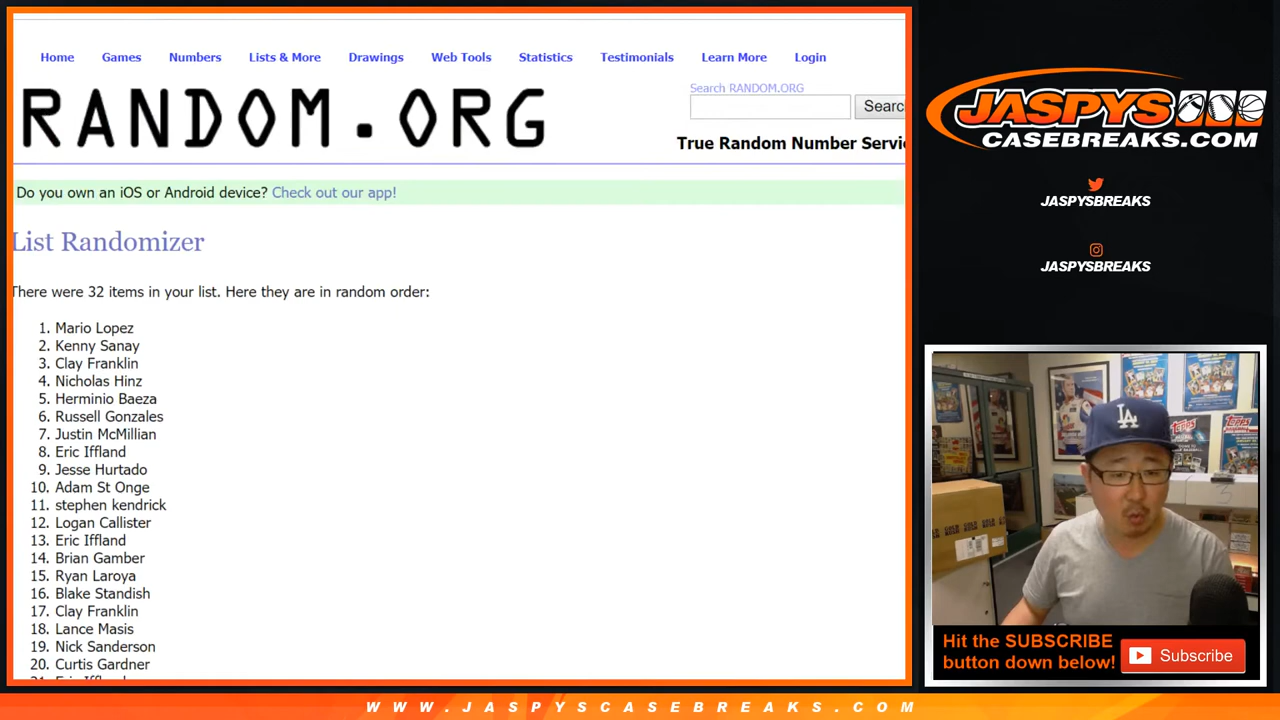 Home Games Numbers Lists & More Drawings Web Tools Statistics Testimonials Learn More Login
RANDOM.ORG
Search RANDOM.ORG
Searc
True Random Number Servi
Do you own an iOS or Android device? Check out our app!
List Randomizer
There were 32 items in your list. Here they are in random order:
1. Mario Lopez
2. Kenny Sanay
3. Clay Franklin
4. Nicholas Hinz
5. Herminio Baeza
6. Russell Gonzales
7. Justin McMillian
8. Eric Iffland
9. Jesse Hurtado
10. Adam St Onge
11. stephen kendrick
12. Logan Callister
13. Eric Iffland
14. Brian Gamber
15. Ryan Laroya
16. Blake Standish
17. Clay Franklin
18. Lance Masis
19. Nick Sanderson
20. Curtis Gardner
21. Eric Iffland
JASPYS
CASEBREAKS.COM
JASPYSBREAKS
JASPYSBREAKS
LA
topps
Hit the SUBSCRIBE
button down below!
Subscribe
WWW.JASPYSCASEBREAKS.COM